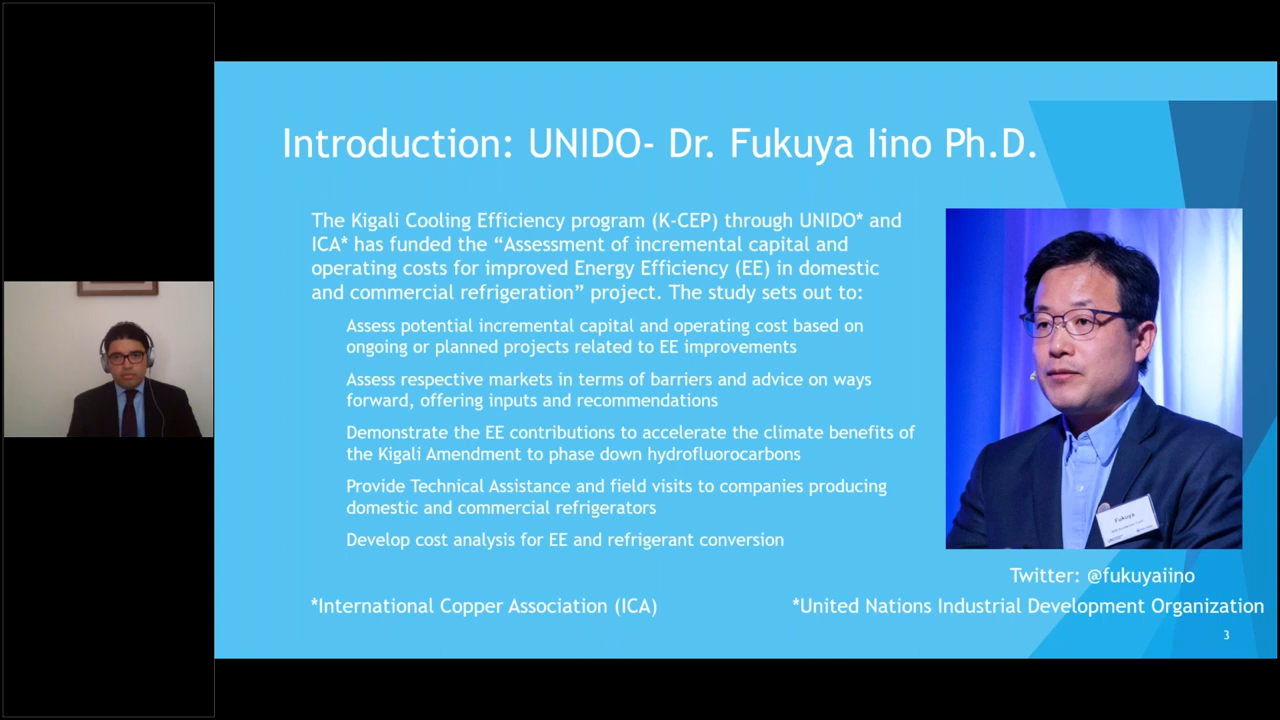 Introduction: UNIDO- Dr. Fukuya Iino Ph.D.
The Kigali Cooling Efficiency program (K-CEP) through UNIDO* and
ICA* has funded the “Assessment of incremental capital and
operating costs for improved Energy Efficiency (EE) in domestic
and commercial refrigeration” project. The study sets out to:
Assess potential incremental capital and operating cost based on
ongoing or planned projects related to EE improvements
Assess respective markets in terms of barriers and advice on ways
forward, offering inputs and recommendations
Demonstrate the EE contributions to accelerate the climate benefits of
the Kigali Amendment to phase down hydrofluorocarbons
Provide Technical Assistance and field visits to companies producing
domestic and commercial refrigerators
Develop cost analysis for EE and refrigerant conversion
Fukuya
Twitter: @fukuyaiino
*International Copper Association (ICA)
*United Nations Industrial Development Organization
3